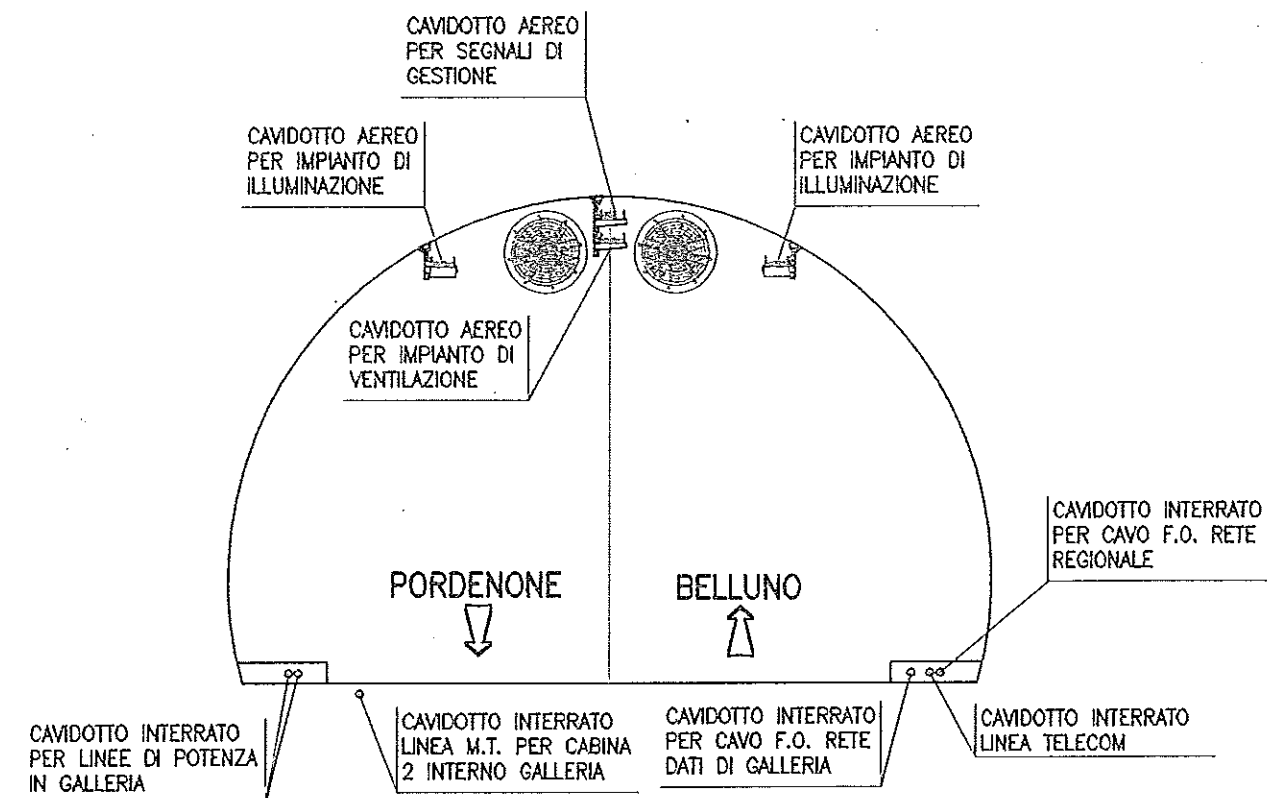 CAVIDOTTO AEREO
PER SEGNALI DI
GESTIONE
CAVIDOTTO AEREO
PER IMPIANTO DI
ILLUMINAZIONE
CAVIDOTTO AEREO
PER IMPIANTO DI
ILLUMINAZIONE
CAVIDOTTO AEREO
PER IMPIANTO DI
VENTILAZIONE
CAVIDOTTO INTERRATO
PER CAVO F.O. RETE
REGIONALE
PORDENONE
BELLUNO
CAVIDOTTO INTERRATO
PER LINEE DI POTENZA
IN GALLERIA
CAVIDOTTO INTERRATO
LINEA M.T. PER CABINA
2 INTERNO GALLERIA
CAVIDOTTO INTERRATO
PER CAVO F.O. RETE
DATI DI GALLERIA
CAVIDOTTO INTERRATO
LINEA TELECOM